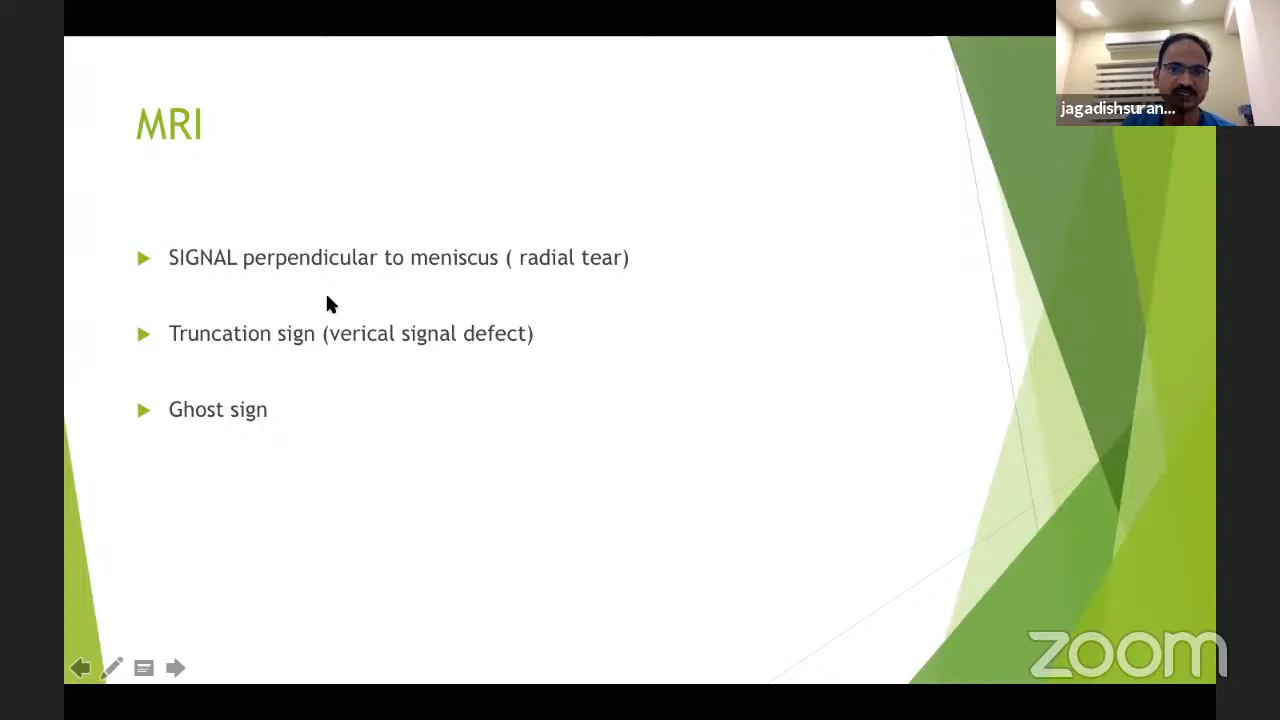 jagadishsuran...
MRI
SIGNAL perpendicular to meniscus ( radial tear)
Truncation sign (verical signal defect)
Ghost sign
zoom